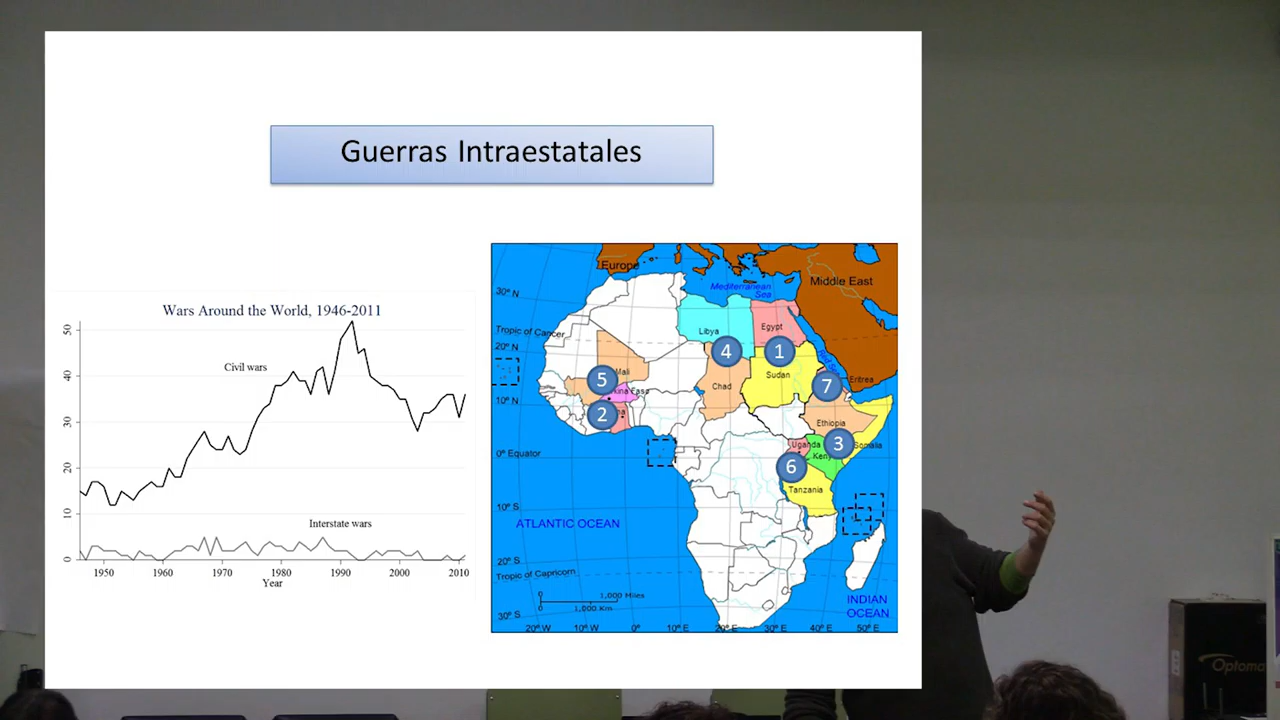 Guerras Intraestatales
Wars Around the World, 1946-2011
50
40
30
20
10
0
Civil wars
Interstate wars
1950 1960 1970 1980 1990 2000 2010
Year
Europe
Middle East
Mediterranean
Sea
30° N
Tropic of Cancer
20° N
10° N
0° Equator
10° S
20° S
Tropic of Capricorn
30° S
Libya
Egypt
4
1
Mali
Chad
Sudan
Red Sea
Eritrea
5
7
2
Ethiopia
Somalia
3
Uganda
6
Tanzania
ATLANTIC OCEAN
INDIAN
OCEAN
0 1,000 Miles
0 1,000 Km
20° W 10° W 0° 10° E 20° E 30° E 40° E 50° E
Optoma